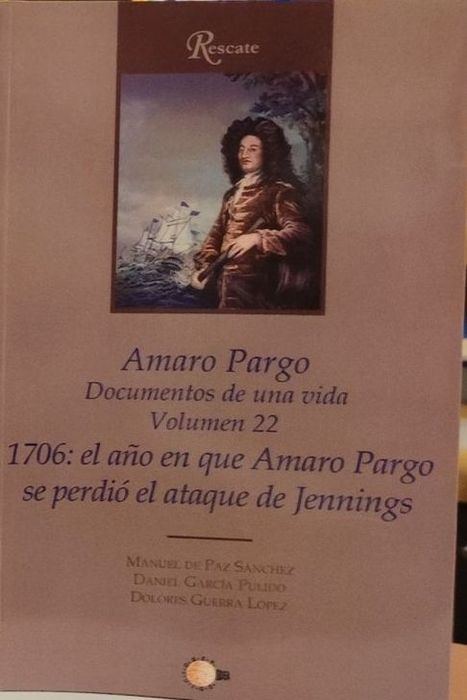 Rescate
Amaro Pargo
Documentos de una vida
Volumen 22
1706: el año en que Amaro Pargo
se perdió el ataque de Jennings
MANUEL DE PAZ SÁNCHEZ
DANIEL GARCÍA PULIDO
DOLORES GUERRA LÓPEZ